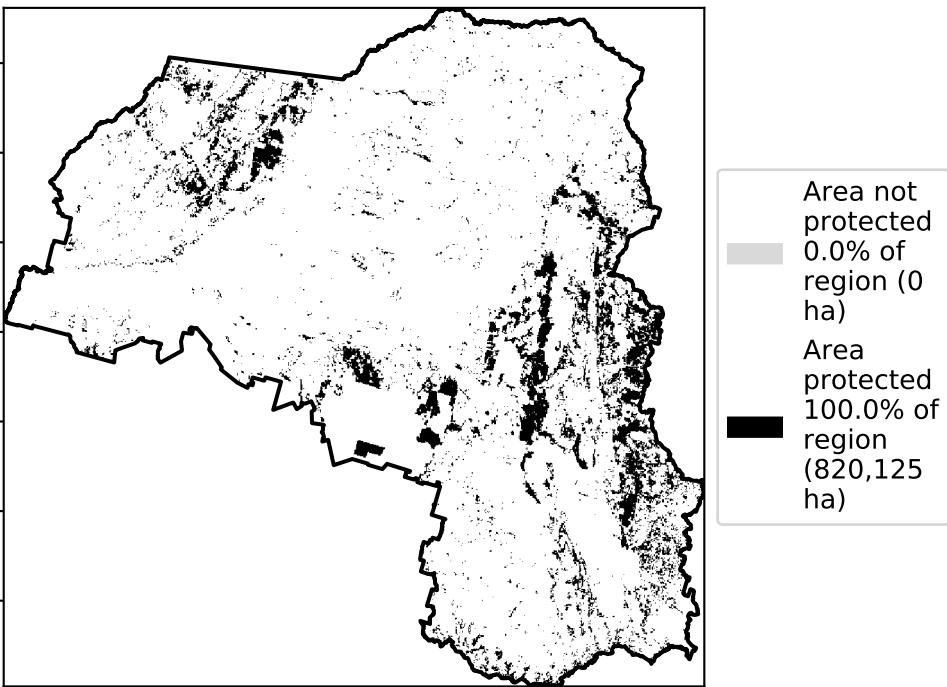 Area not
protected
0.0% of
region (0
ha)
Area
protected
100.0% of
region
(820,125
ha)